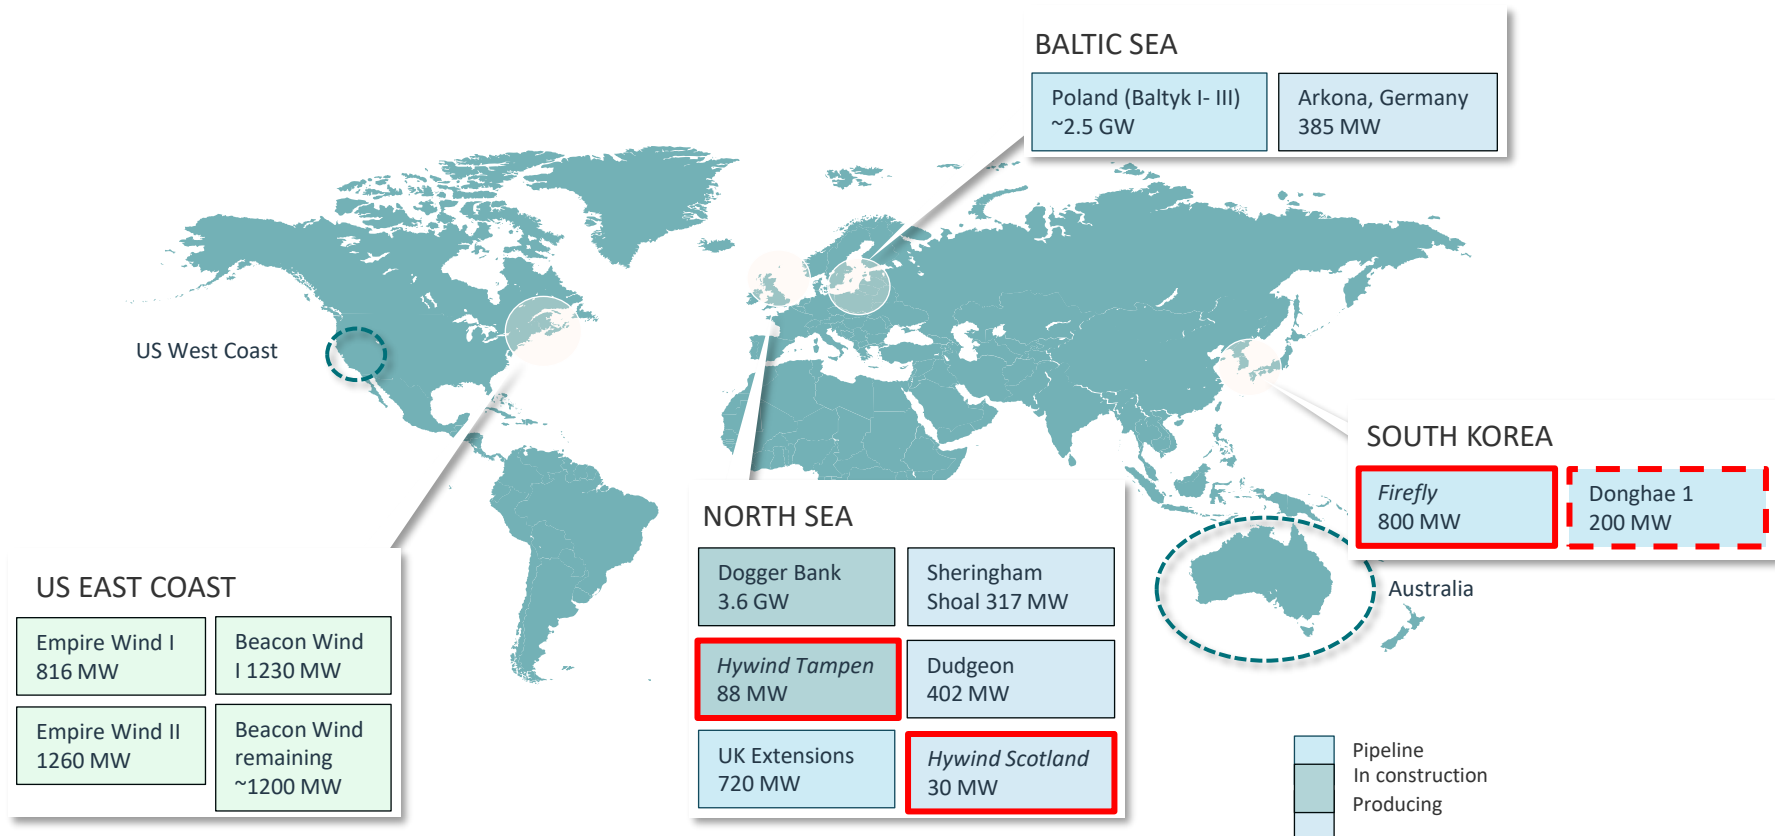 BALTIC SEA
Poland (Baltyk I- III)
~2.5 GW
Arkona, Germany
385 MW
US West Coast
SOUTH KOREA
Firefly
800 MW
Donghae 1
200 MW
Australia
NORTH SEA
Dogger Bank
3.6 GW
Sheringham
Shoal 317 MW
Hywind Tampen
88 MW
Dudgeon
402 MW
UK Extensions
720 MW
Hywind Scotland
30 MW
US EAST COAST
Empire Wind I
816 MW
Beacon Wind
I 1230 MW
Empire Wind II
1260 MW
Beacon Wind
remaining
~1200 MW
Pipeline
In construction
Producing